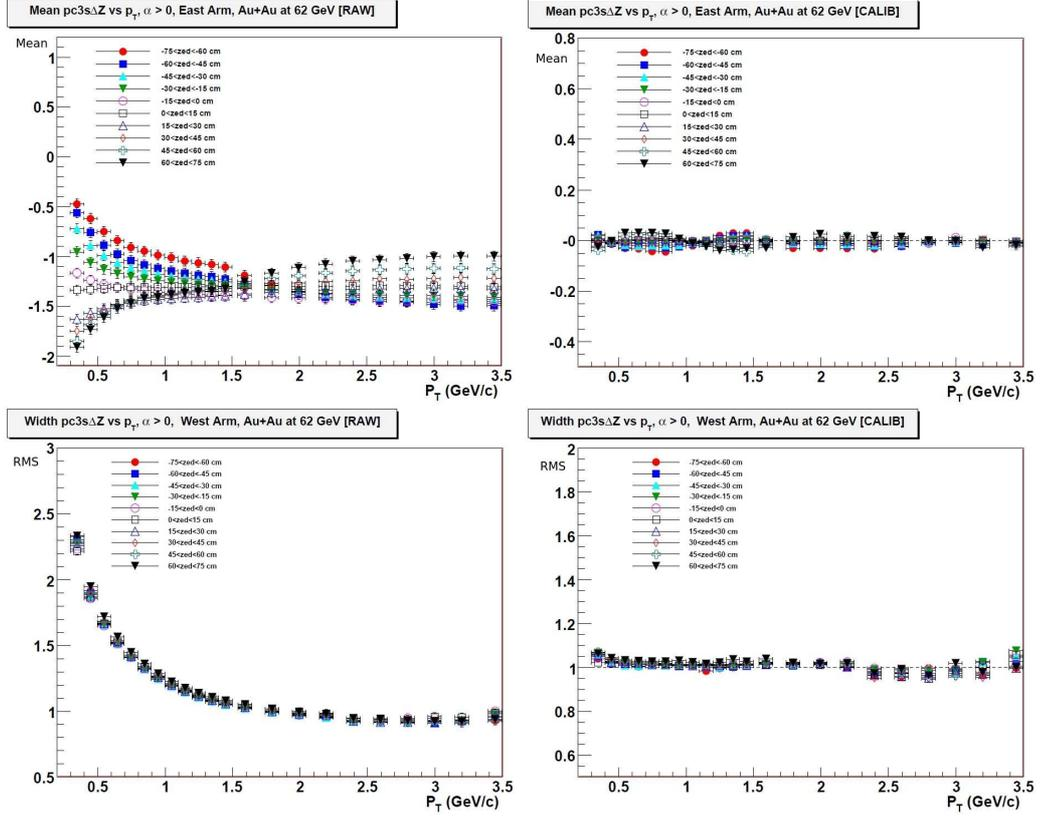 Mean pc3sΔZ vs p_T, α > 0, East Arm, Au+Au at 62 GeV [RAW]
Mean
1
0.5
0
-0.5
-1
-1.5
-2
-75<zed<-60 cm
-60<zed<-45 cm
-45<zed<-30 cm
-30<zed<-15 cm
-15<zed<0 cm
0<zed<15 cm
15<zed<30 cm
30<zed<45 cm
45<zed<60 cm
60<zed<75 cm
0.5 1 1.5 2 2.5 3 3.5
P_T (GeV/c)
Mean pc3sΔZ vs p_T, α > 0, East Arm, Au+Au at 62 GeV [CALIB]
0.8
Mean
0.6
0.4
0.2
-0
-0.2
-0.4
-75<zed<-60 cm
-60<zed<-45 cm
-45<zed<-30 cm
-30<zed<-15 cm
-15<zed<0 cm
0<zed<15 cm
15<zed<30 cm
30<zed<45 cm
45<zed<60 cm
60<zed<75 cm
0.5 1 1.5 2 2.5 3 3.5
P_T (GeV/c)
Width pc3sΔZ vs p_T, α > 0, West Arm, Au+Au at 62 GeV [RAW]
3
RMS
2.5
2
1.5
1
0.5
-75<zed<-60 cm
-60<zed<-45 cm
-45<zed<-30 cm
-30<zed<-15 cm
-15<zed<0 cm
0<zed<15 cm
15<zed<30 cm
30<zed<45 cm
45<zed<60 cm
60<zed<75 cm
0.5 1 1.5 2 2.5 3 3.5
P_T (GeV/c)
Width pc3sΔZ vs p_T, α > 0, West Arm, Au+Au at 62 GeV [CALIB]
2
RMS
1.8
1.6
1.4
1.2
1
0.8
0.6
-75<zed<-60 cm
-60<zed<-45 cm
-45<zed<-30 cm
-30<zed<-15 cm
-15<zed<0 cm
0<zed<15 cm
15<zed<30 cm
30<zed<45 cm
45<zed<60 cm
60<zed<75 cm
0.5 1 1.5 2 2.5 3 3.5
P_T (GeV/c)